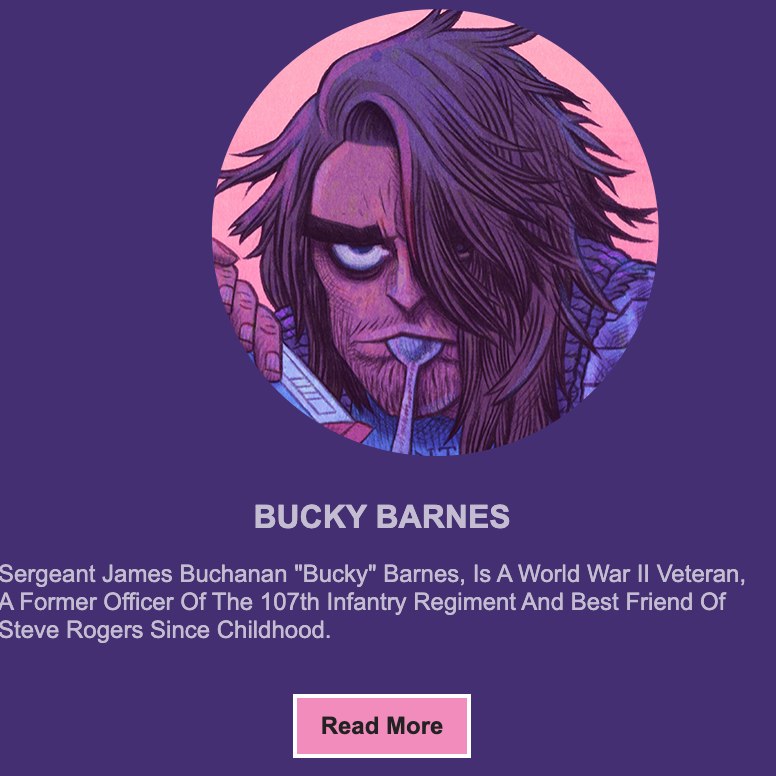 BUCKY BARNES
Sergeant James Buchanan "Bucky" Barnes, Is A World War II Veteran,
A Former Officer Of The 107th Infantry Regiment And Best Friend Of
Steve Rogers Since Childhood.
Read More